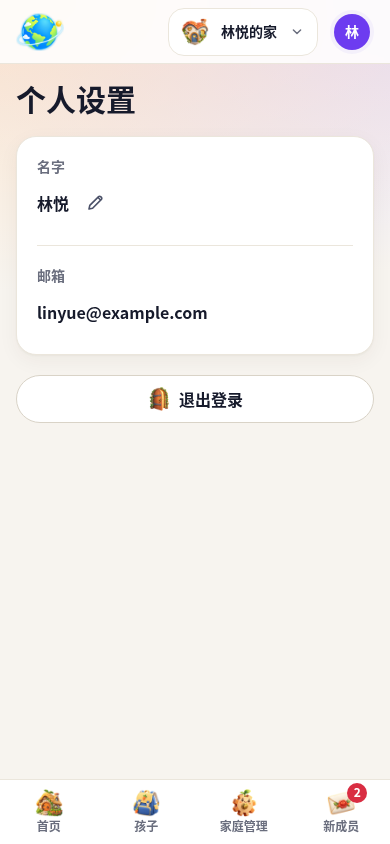 林悦的家
林
个人设置
名字
林悦
邮箱
linyue@example.com
退出登录
2
首页
孩子
家庭管理
新成员